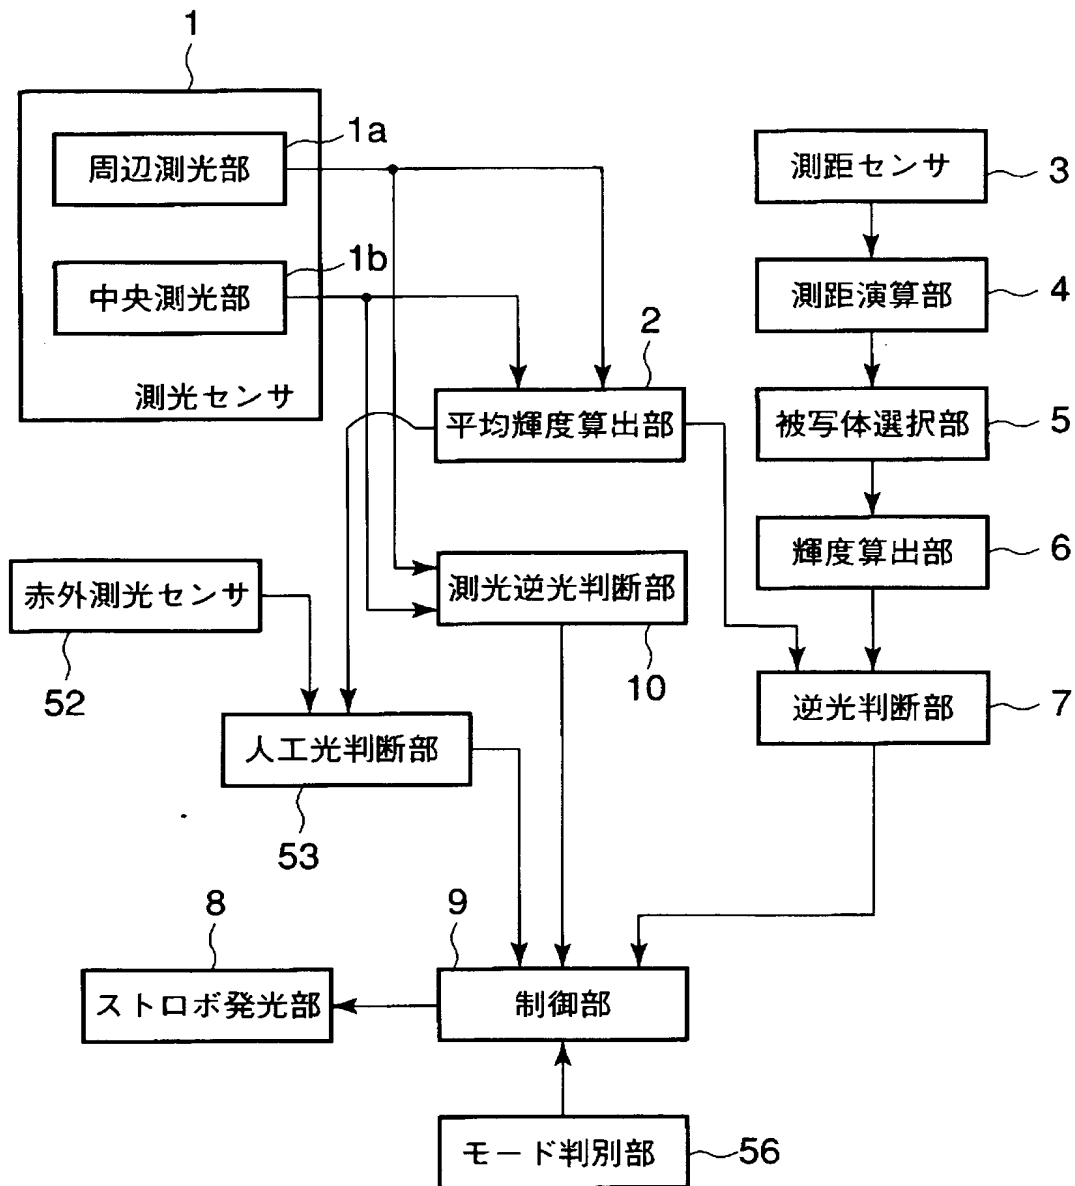 1
周辺測光部
1a
中央測光部
1b
測光センサ
測距センサ
3
測距演算部
4
2
平均輝度算出部
被写体選択部
5
輝度算出部
6
赤外測光センサ
52
測光逆光判断部
10
逆光判断部
7
人工光判断部
53
8
ストロボ発光部
9
制御部
モード判別部
56